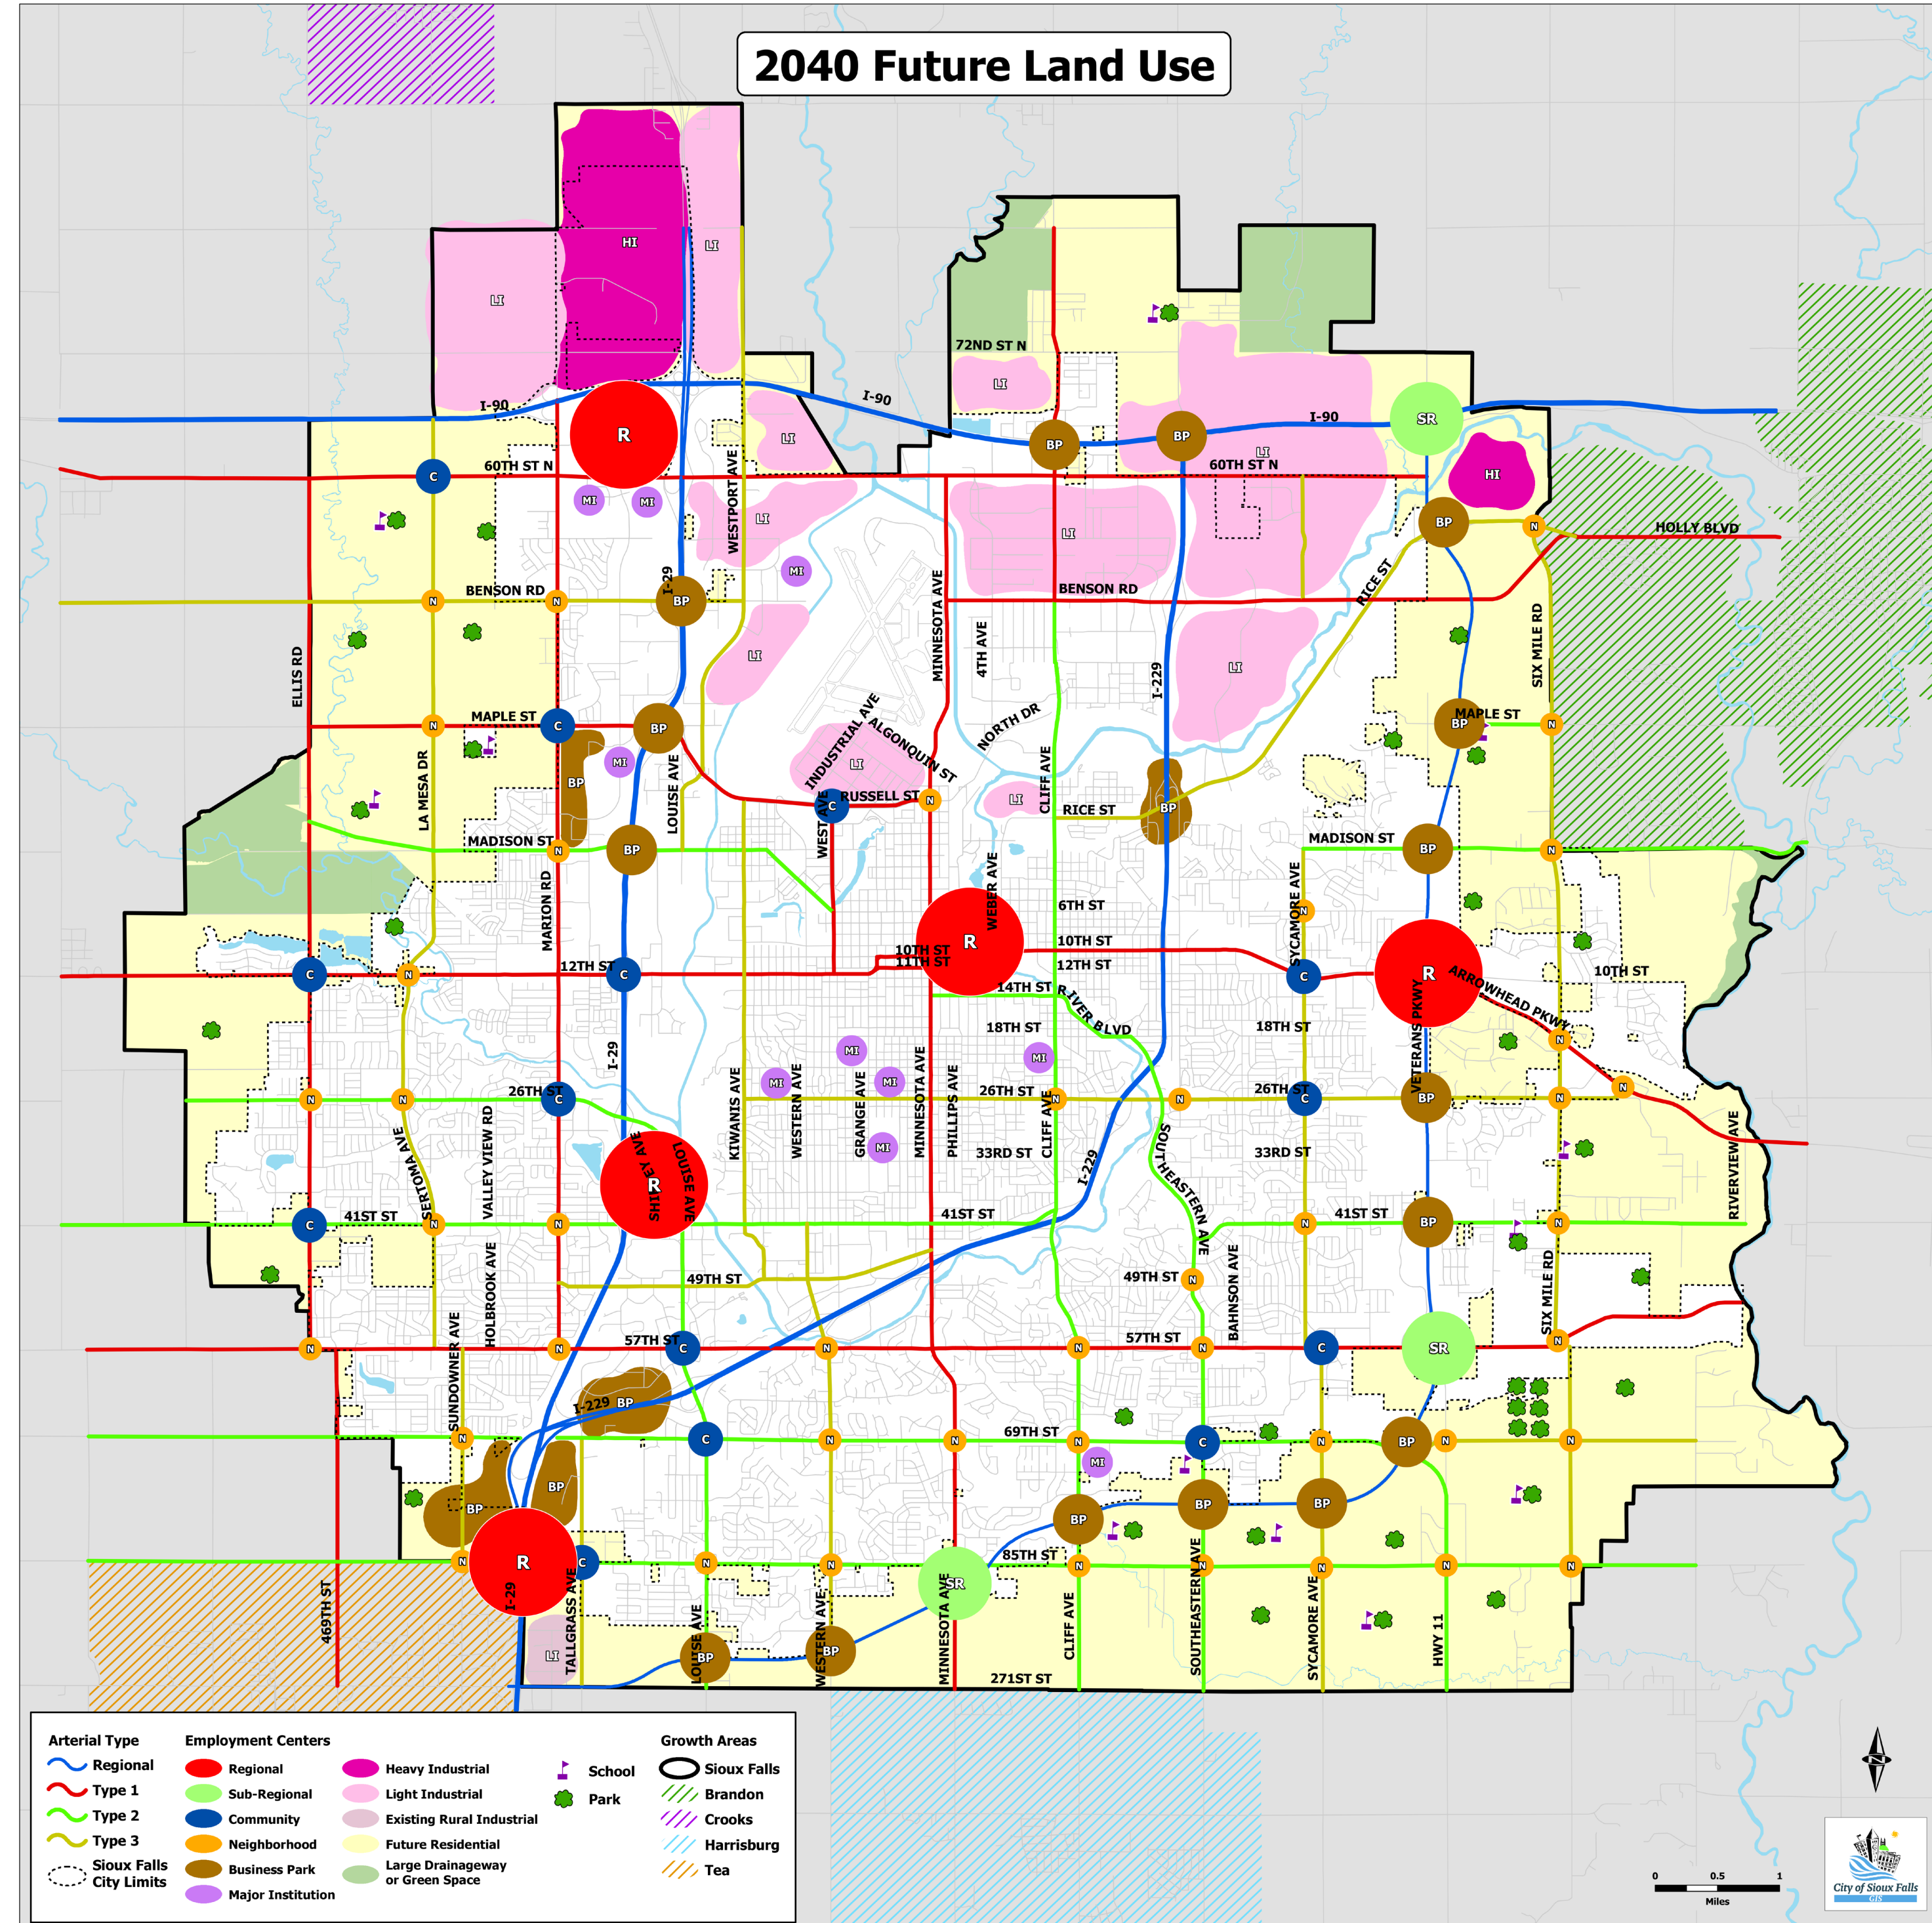 2040 Future Land Use
HI
LI
LI
72ND ST N
LI
I-90
I-90
I-90
R
LI
BP
BP
SR
LI
C
60TH ST N
60TH ST N
HI
MI
MI
WESTPORT AVE
LI
LI
BP
N
HOLLY BLVD
MI
I-29
RICE ST
N
BENSON RD
N
BP
BENSON RD
MINNESOTA AVE
4TH AVE
ELLIS RD
LI
I-229
LI
SIX MILE RD
N
MAPLE ST
C
BP
INDUSTRIAL AVE
ALGONQUIN ST
NORTH DR
BP
MAPLE ST
N
LA MESA DR
BP
MI
LOUISE AVE
LI
CLIFF AVE
C
WEST AVE
RUSSELL ST
N
LI
RICE ST
BP
MADISON ST
N
BP
MADISON ST
BP
N
MARION RD
WEBER AVE
SYCAMORE AVE
6TH ST
N
R
10TH ST
11TH ST
10TH ST
12TH ST
C
N
12TH ST
C
C
R
ARROWHEAD PKWY
10TH ST
14TH ST
RIVER BLVD
18TH ST
18TH ST
VETERANS PKWY
N
I-29
MI
MI
MI
MI
KIWANIS AVE
WESTERN AVE
GRANGE AVE
MINNESOTA AVE
PHILLIPS AVE
N
N
26TH ST
C
26TH ST
N
CLIFF AVE
N
26TH ST
C
BP
N
N
SERTOMA AVE
VALLEY VIEW RD
MI
33RD ST
33RD ST
I-229
SOUTHEASTERN AVE
RIVERVIEW AVE
SHIRLEY AVE
LOUISE AVE
R
C
41ST ST
N
N
41ST ST
N
41ST ST
BP
N
HOLBROOK AVE
49TH ST
49TH ST
N
BAHNSON AVE
SIX MILE RD
N
N
57TH ST
C
N
N
57TH ST
N
C
SR
N
SUNDOWNER AVE
I-229
BP
N
C
N
N
69TH ST
N
C
N
BP
N
N
MI
BP
BP
BP
BP
BP
N
R
C
N
N
SR
85TH ST
N
N
N
N
N
469TH ST
I-29
TALLGRASS AVE
LI
LOUISE AVE
BP
WESTERN AVE
BP
MINNESOTA AVE
CLIFF AVE
SOUTHEASTERN AVE
SYCAMORE AVE
HWY 11
271ST ST
Arterial Type
Regional
Type 1
Type 2
Type 3
Sioux Falls
City Limits
Employment Centers
Regional
Sub-Regional
Community
Neighborhood
Business Park
Major Institution
Heavy Industrial
Light Industrial
Existing Rural Industrial
Future Residential
Large Drainageway
or Green Space
School
Park
Growth Areas
Sioux Falls
Brandon
Crooks
Harrisburg
Tea
N
0 0.5 1
Miles
City of Sioux Falls
GIS